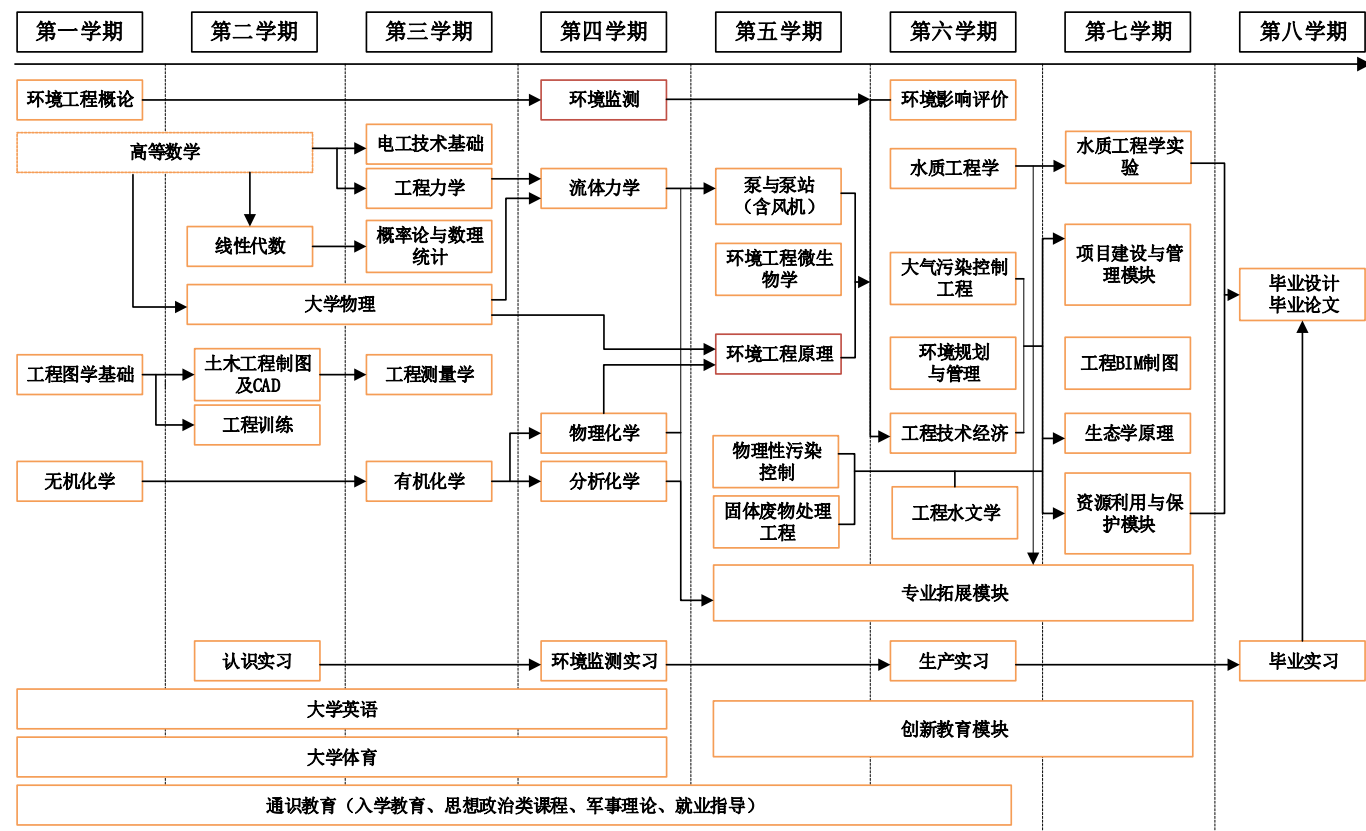 第一学期
第二学期
第三学期
第四学期
第五学期
第六学期
第七学期
第八学期
环境工程概论
环境监测
环境影响评价
高等数学
电工技术基础
水质工程学
水质工程学实
验
工程力学
流体力学
泵与泵站
（含风机）
线性代数
概率论与数理
统计
环境工程微生
物学
大气污染控制
工程
项目建设与管
理模块
大学物理
毕业设计
毕业论文
环境工程原理
环境规划
与管理
工程BIM制图
工程图学基础
土木工程制图
及CAD
工程测量学
工程训练
物理化学
物理性污染
控制
工程技术经济
生态学原理
无机化学
有机化学
分析化学
固体废物处理
工程
工程水文学
资源利用与保
护模块
专业拓展模块
认识实习
环境监测实习
生产实习
毕业实习
大学英语
创新教育模块
大学体育
通识教育（入学教育、思想政治类课程、军事理论、就业指导）